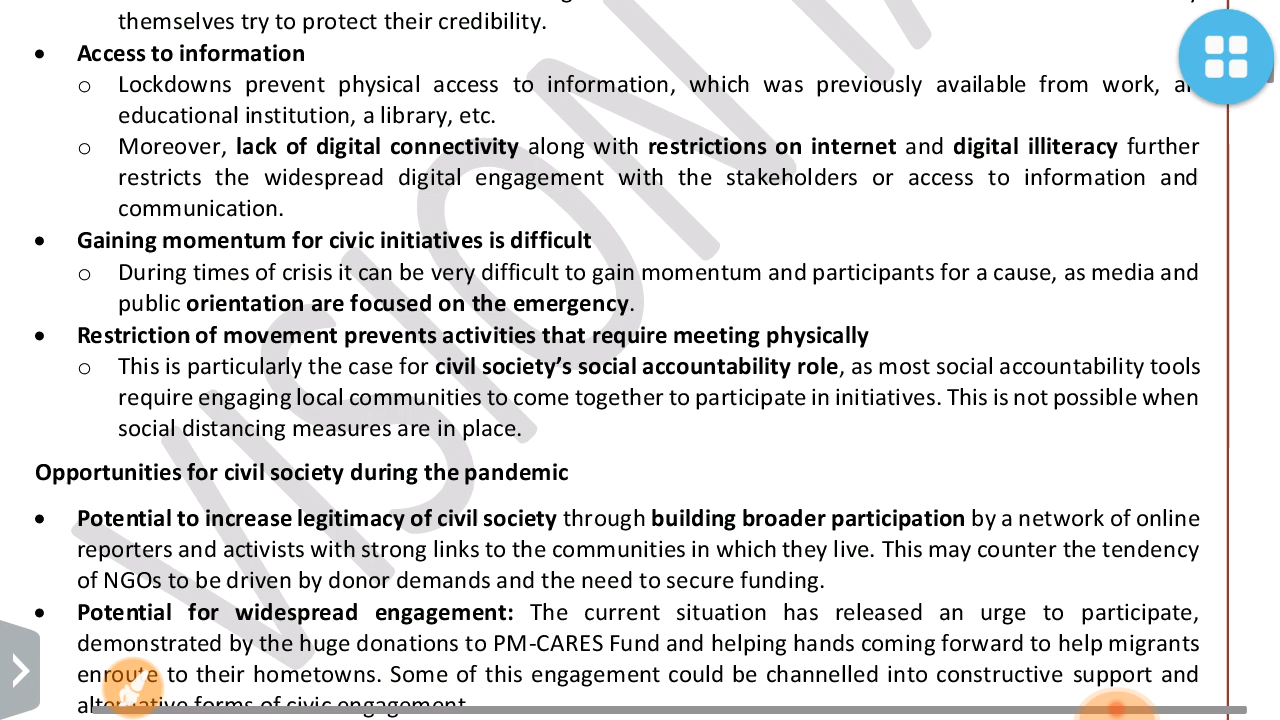 themselves try to protect their credibility.
• Access to information
o Lockdowns prevent physical access to information, which was previously available from work, an
educational institution, a library, etc.
o Moreover, lack of digital connectivity along with restrictions on internet and digital illiteracy further
restricts the widespread digital engagement with the stakeholders or access to information and
communication.
• Gaining momentum for civic initiatives is difficult
o During times of crisis it can be very difficult to gain momentum and participants for a cause, as media and
public orientation are focused on the emergency.
• Restriction of movement prevents activities that require meeting physically
o This is particularly the case for civil society’s social accountability role, as most social accountability tools
require engaging local communities to come together to participate in initiatives. This is not possible when
social distancing measures are in place.
Opportunities for civil society during the pandemic
• Potential to increase legitimacy of civil society through building broader participation by a network of online
reporters and activists with strong links to the communities in which they live. This may counter the tendency
of NGOs to be driven by donor demands and the need to secure funding.
• Potential for widespread engagement: The current situation has released an urge to participate,
demonstrated by the huge donations to PM-CARES Fund and helping hands coming forward to help migrants
enroute to their hometowns. Some of this engagement could be channelled into constructive support and
alternative forms of civic engagement.
VISION